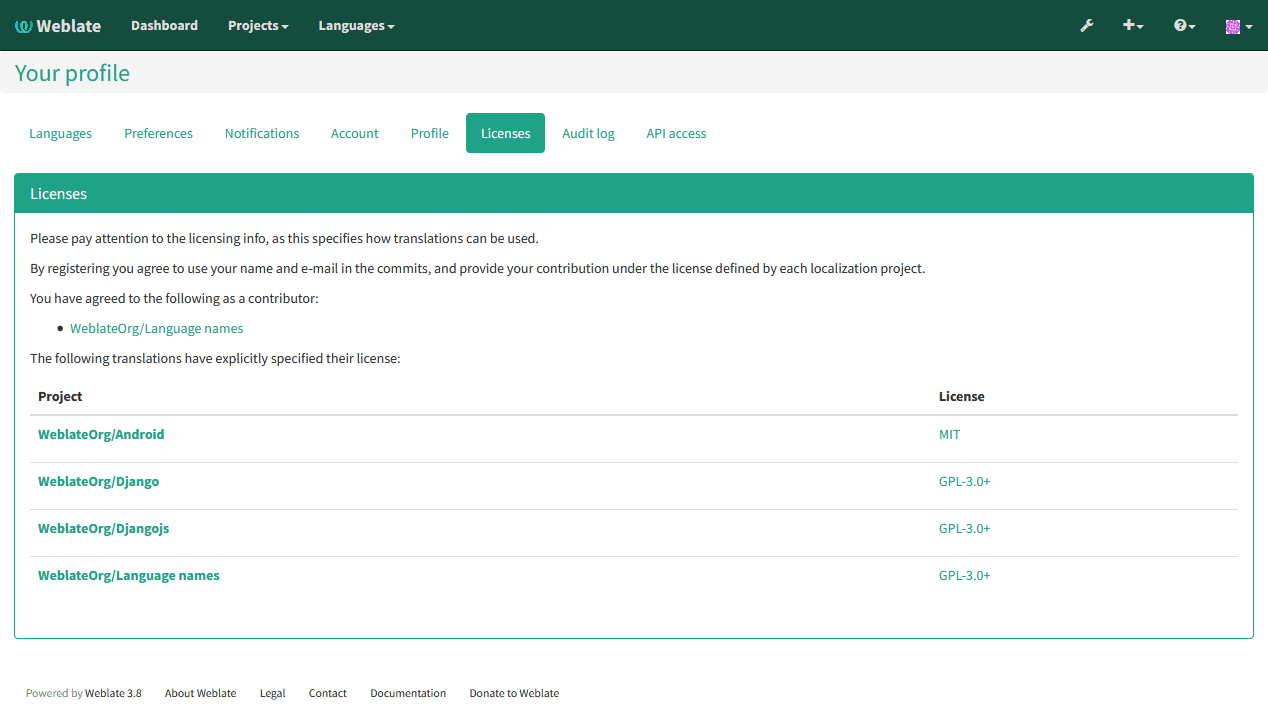 Weblate Dashboard Projects Languages
Your profile
Languages Preferences Notifications Account Profile Licenses Audit log API access
Licenses
Please pay attention to the licensing info, as this specifies how translations can be used.
By registering you agree to use your name and e-mail in the commits, and provide your contribution under the license defined by each localization project.
You have agreed to the following as a contributor:
• WeblateOrg/Language names
The following translations have explicitly specified their license:
Project License
WeblateOrg/Android MIT
WeblateOrg/Django GPL-3.0+
WeblateOrg/Djangojs GPL-3.0+
WeblateOrg/Language names GPL-3.0+
Powered by Weblate 3.8 About Weblate Legal Contact Documentation Donate to Weblate